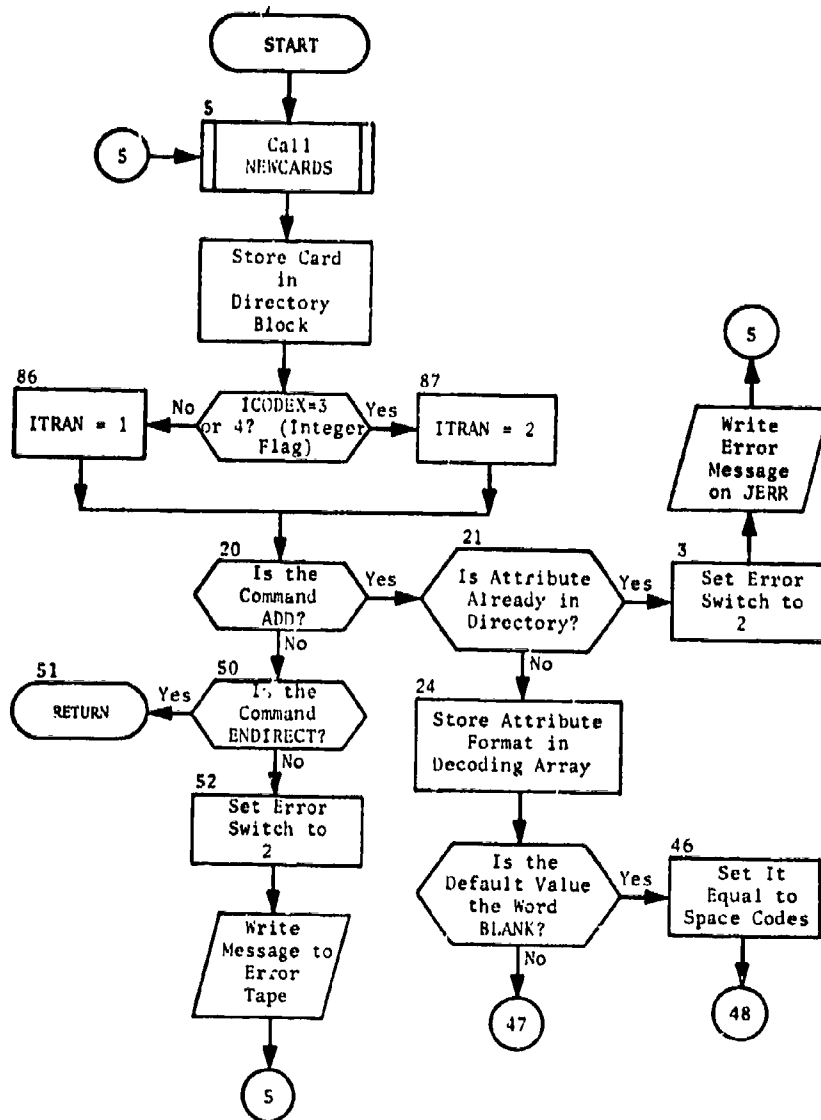 START
5
Call
NEWCARDS
5
Store Card
in
Directory
Block
5
86
ITRAN = 1
No
ICODEX=3
or 4? (Integer
Flag)
Yes
87
ITRAN = 2
Write
Error
Message
on JERR
20
Is the
Command
ADD?
Yes
No
21
Is Attribute
Already in
Directory?
Yes
No
3
Set Error
Switch to
2
51
RETURN
Yes
50
Is the
Command
ENDIRECT?
No
24
Store Attribute
Format in
Decoding Array
52
Set Error
Switch to
2
Is the
Default Value
the Word
BLANK?
Yes
No
46
Set It
Equal to
Space Codes
Write
Message to
Error
Tape
47
48
5